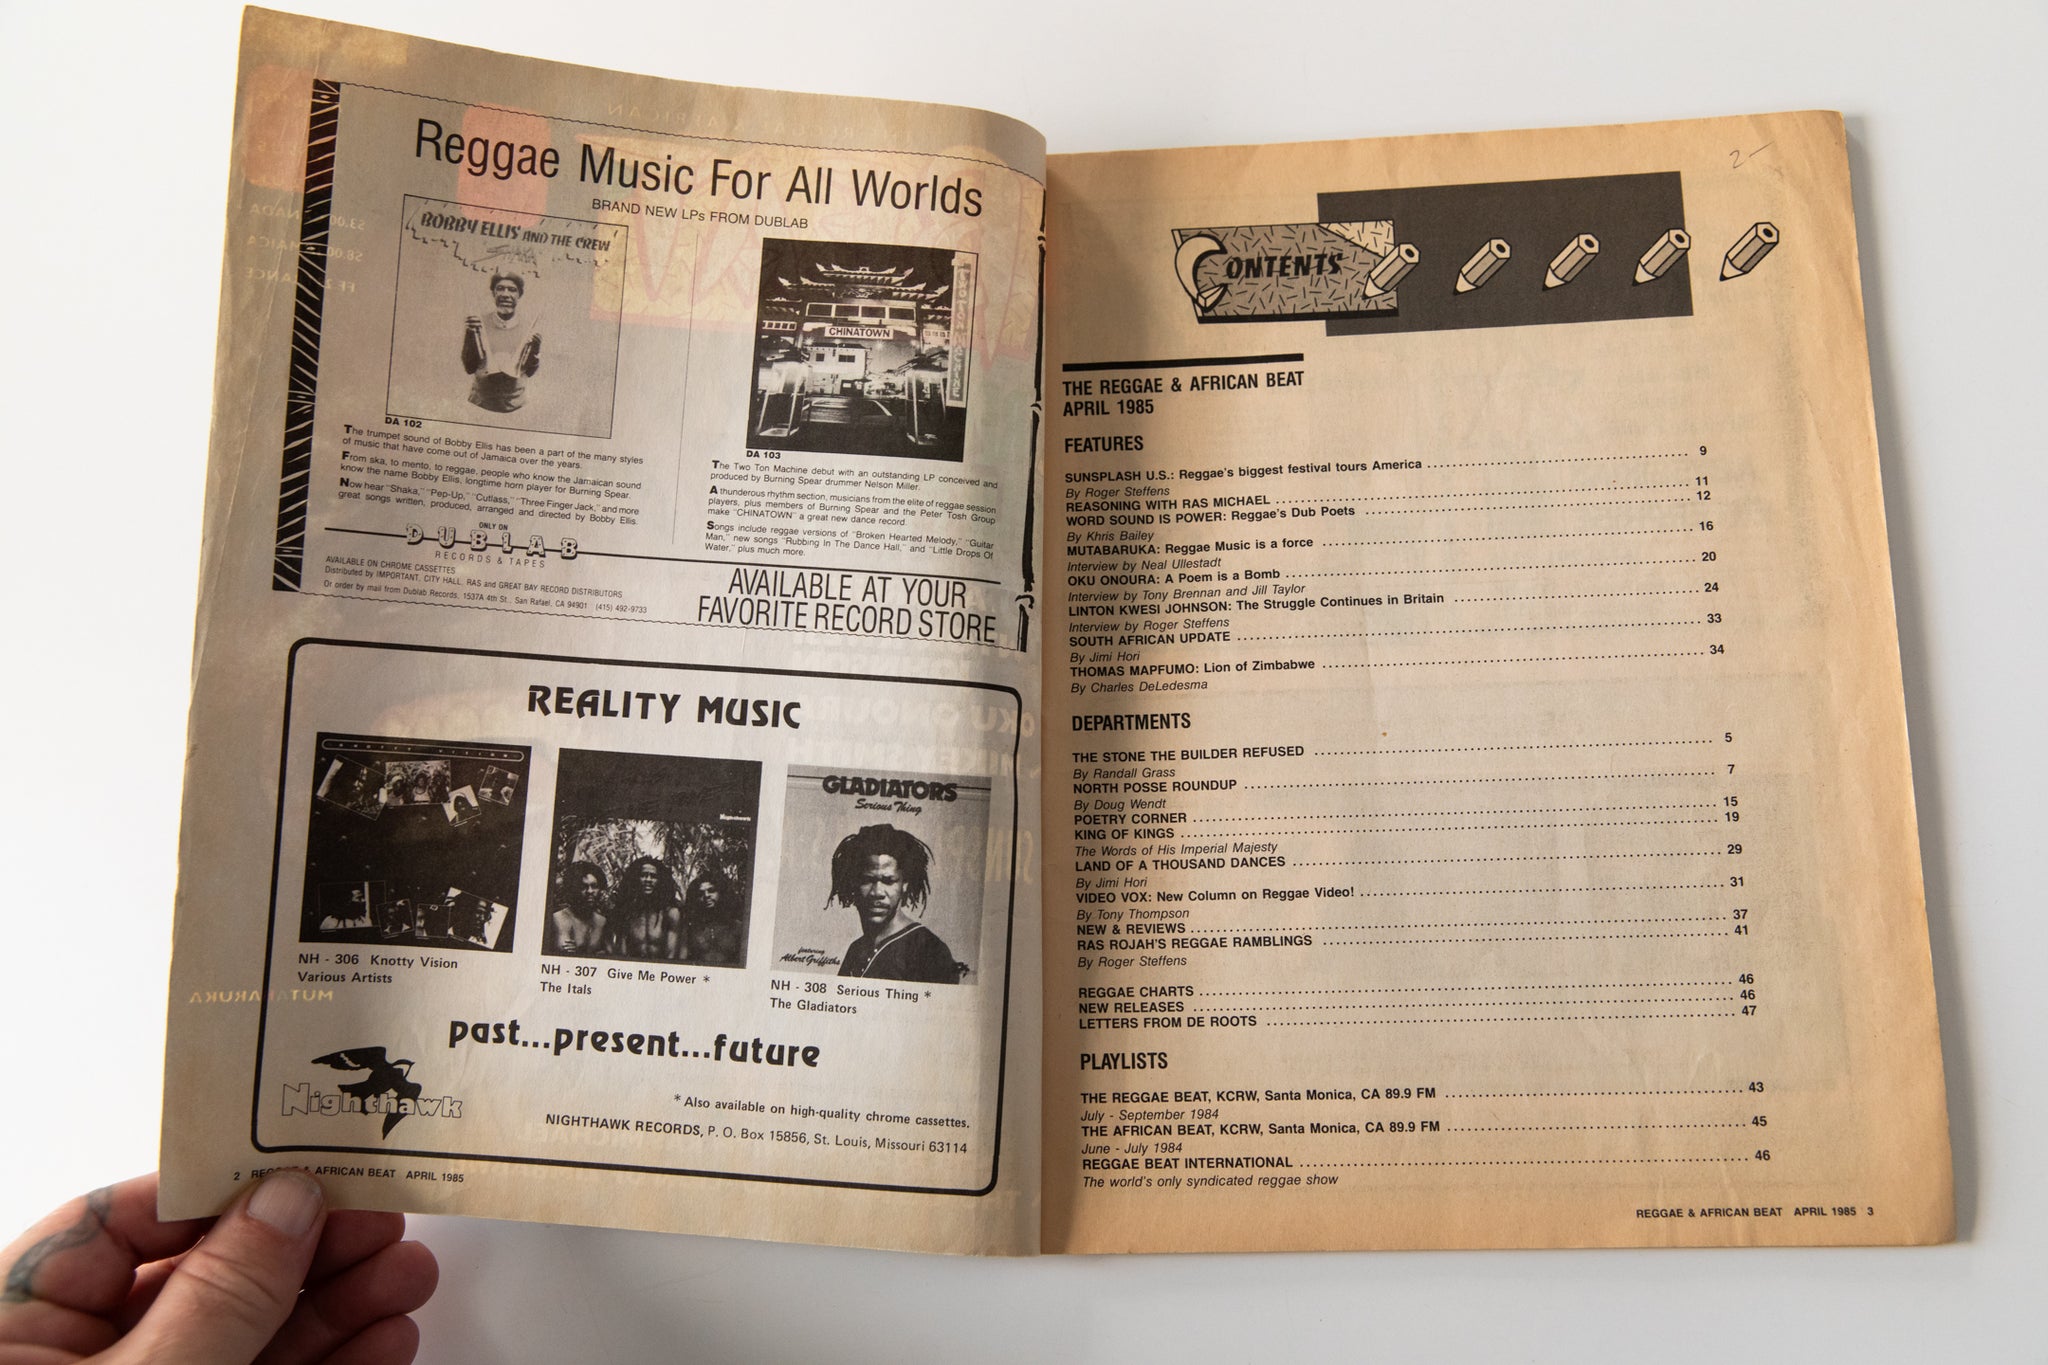 Reggae Music For All Worlds
BRAND NEW LPs FROM DUBLAB
BOBBY ELLIS AND THE CREW
Shaka
CHINATOWN
DA 102
The trumpet sound of Bobby Ellis has been a part of the many styles
of music that have come out of Jamaica over the years.
From ska, to mento, to reggae, people who know the Jamaican sound
know the name Bobby Ellis, longtime horn player for Burning Spear.
Now hear "Shaka," "Pep-Up," "Cutlass," "Three Finger Jack," and more
great songs written, produced, arranged and directed by Bobby Ellis.
DA 103
The Two Ton Machine debut with an outstanding LP conceived and
produced by Burning Spear drummer Nelson Miller.
A thunderous rhythm section, musicians from the elite of reggae session
players, plus members of Burning Spear and the Peter Tosh Group
make "CHINATOWN" a great new dance record.
Songs include reggae versions of "Broken Hearted Melody," "Guitar
Man," new songs "Rubbing In The Dance Hall," and "Little Drops Of
Water," plus much more.
ONLY ON
DUBLAB
RECORDS & TAPES
AVAILABLE ON CHROME CASSETTES
Distributed by IMPORTANT, CITY HALL, RAS and GREAT BAY RECORD DISTRIBUTORS
Or order by mail from Dublab Records, 1537A 4th St., San Rafael, CA 94901 (415) 492-9733
AVAILABLE AT YOUR
FAVORITE RECORD STORE
REALITY MUSIC
KNOTTY VISION
Nighthawk
GLADIATORS
Serious Thing
featuring
Albert Griffiths
NH - 306 Knotty Vision
Various Artists
NH - 307 Give Me Power *
The Itals
NH - 308 Serious Thing *
The Gladiators
past...present...future
Nighthawk
* Also available on high-quality chrome cassettes.
NIGHTHAWK RECORDS, P. O. Box 15856, St. Louis, Missouri 63114
2 REGGAE & AFRICAN BEAT APRIL 1985
2-
CONTENTS
THE REGGAE & AFRICAN BEAT
APRIL 1985
FEATURES
SUNSPLASH U.S.: Reggae's biggest festival tours America 9
By Roger Steffens
REASONING WITH RAS MICHAEL 11
WORD SOUND IS POWER: Reggae's Dub Poets 12
By Khris Bailey
MUTABARUKA: Reggae Music is a force 16
Interview by Neal Ullestadt
OKU ONOURA: A Poem is a Bomb 20
Interview by Tony Brennan and Jill Taylor
LINTON KWESI JOHNSON: The Struggle Continues in Britain 24
Interview by Roger Steffens
SOUTH AFRICAN UPDATE 33
By Jimi Hori
THOMAS MAPFUMO: Lion of Zimbabwe 34
By Charles DeLedesma
DEPARTMENTS
THE STONE THE BUILDER REFUSED 5
By Randall Grass
NORTH POSSE ROUNDUP 7
By Doug Wendt
POETRY CORNER 15
KING OF KINGS 19
The Words of His Imperial Majesty
LAND OF A THOUSAND DANCES 29
By Jimi Hori
VIDEO VOX: New Column on Reggae Video! 31
By Tony Thompson
NEW & REVIEWS 37
RAS ROJAH'S REGGAE RAMBLINGS 41
By Roger Steffens
REGGAE CHARTS 46
NEW RELEASES 46
LETTERS FROM DE ROOTS 47
PLAYLISTS
THE REGGAE BEAT, KCRW, Santa Monica, CA 89.9 FM 43
July - September 1984
THE AFRICAN BEAT, KCRW, Santa Monica, CA 89.9 FM 45
June - July 1984
REGGAE BEAT INTERNATIONAL 46
The world's only syndicated reggae show
REGGAE & AFRICAN BEAT APRIL 1985 3